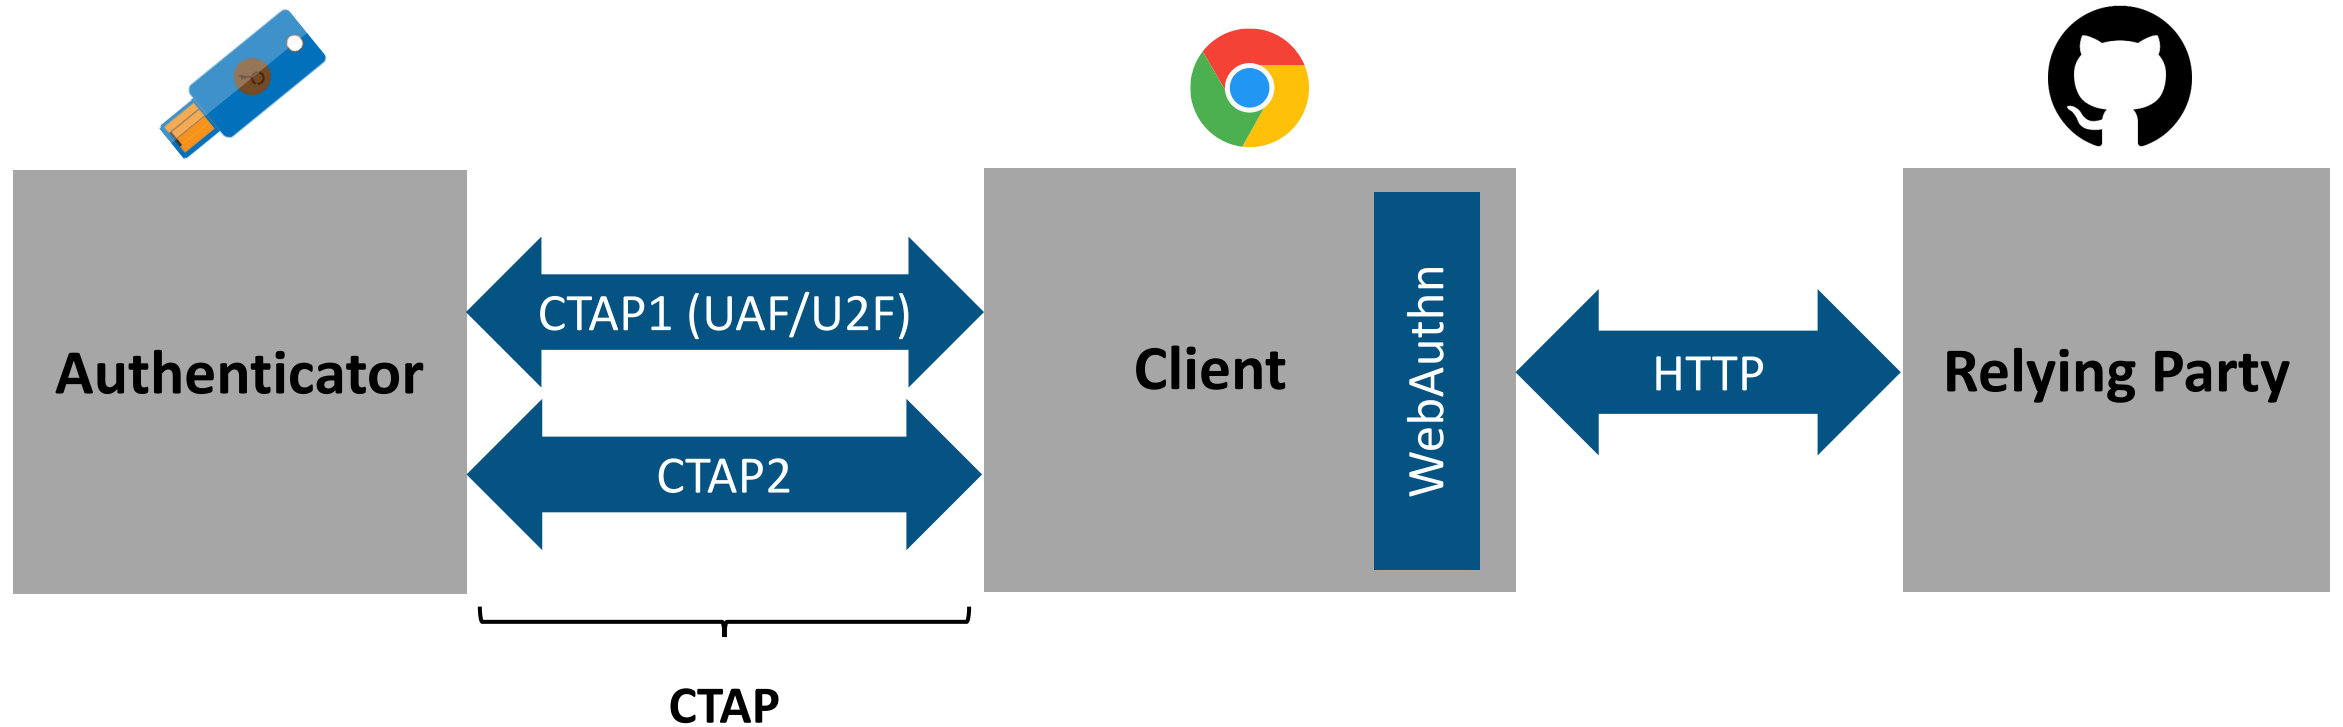 Authenticator
CTAP1 (UAF/U2F)
CTAP2
CTAP
Client
WebAuthn
HTTP
Relying Party